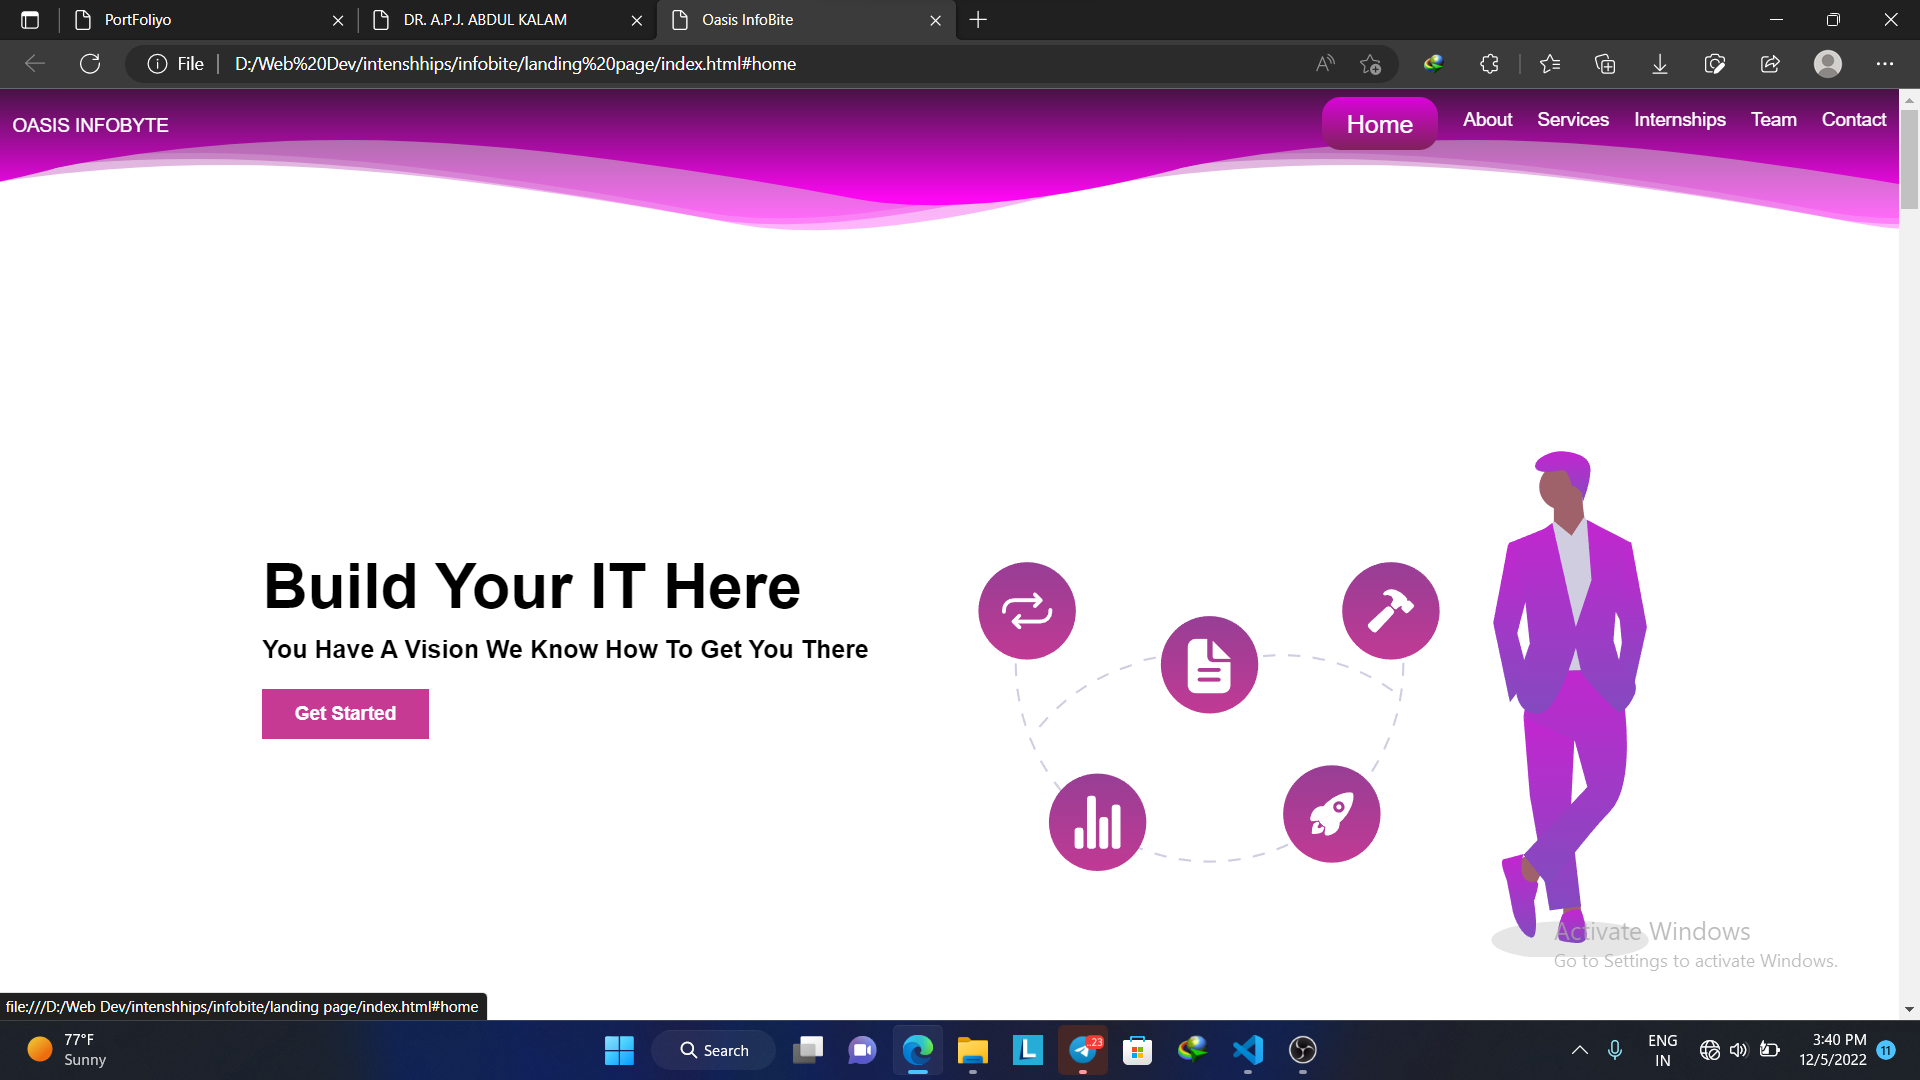 PortFoliyo
DR. A.P.J. ABDUL KALAM
Oasis InfoBite
File
D:/Web%20Dev/intenshhips/infobite/landing%20page/index.html#home
OASIS INFOBYTE
Home
About
Services
Internships
Team
Contact
Build Your IT Here
You Have A Vision We Know How To Get You There
Get Started
Activate Windows
Go to Settings to activate Windows.
file:///D:/Web Dev/intenshhips/infobite/landing page/index.html#home
77°F
Sunny
Search
L
..23
ENG
IN
3:40 PM
12/5/2022
11